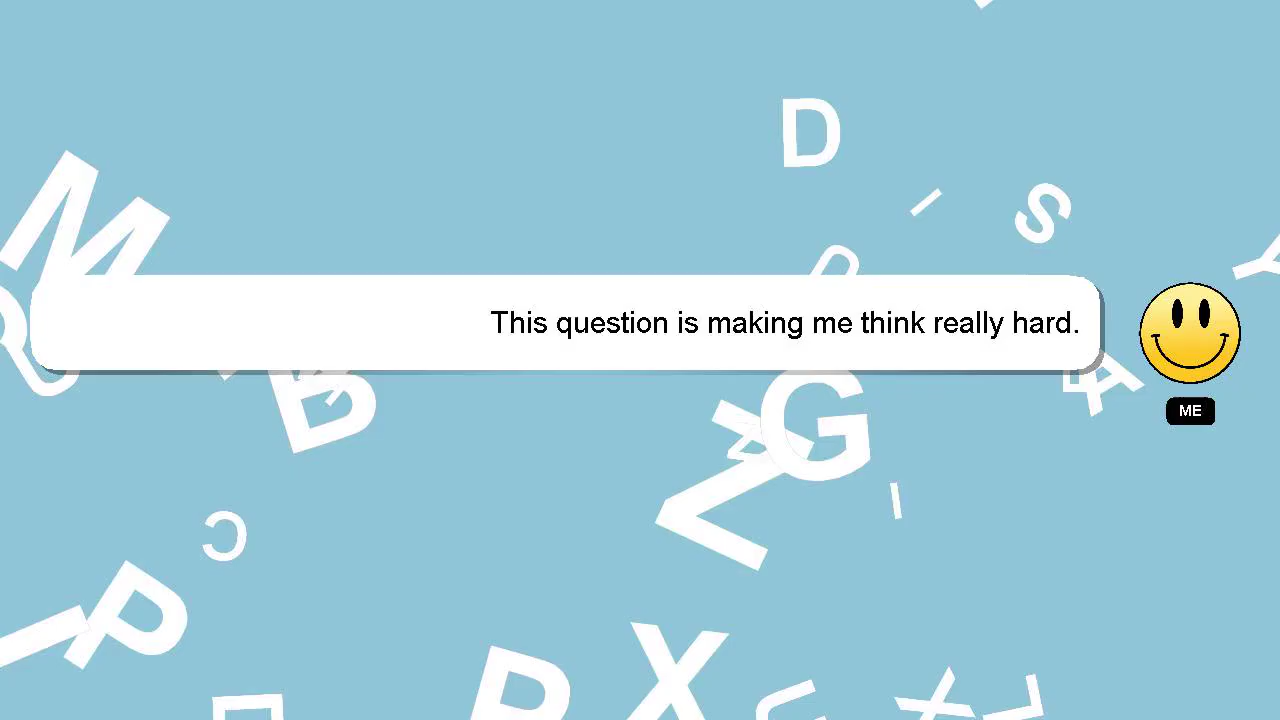 D
I
S
M
Y
This question is making me think really hard.
ME
B
G
A
Z
Z
I
C
P
I
P
X
U
X
L